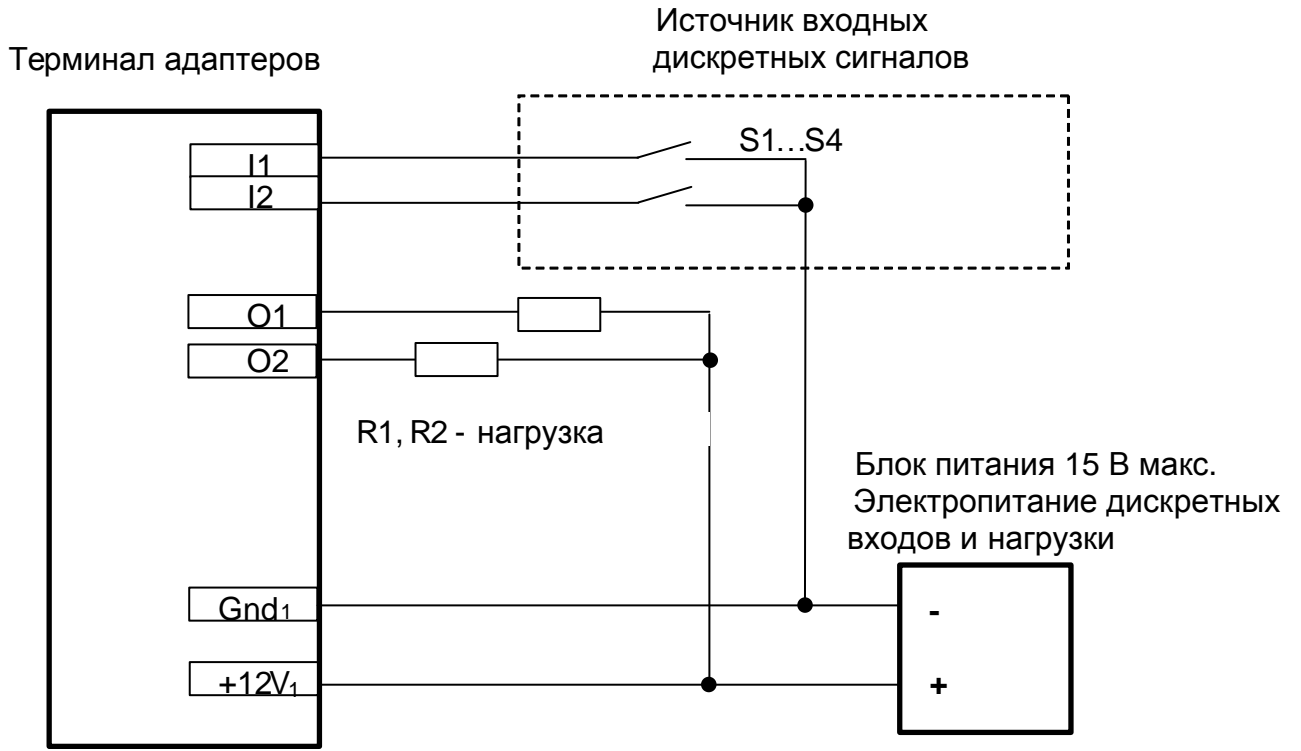 Источник входных
дискретных сигналов
Терминал адаптеров
S1...S4
I1
I2
O1
O2
R1, R2 - нагрузка
Блок питания 15 В макс.
Электропитание дискретных
входов и нагрузки
Gnd1
-
+12V1
+